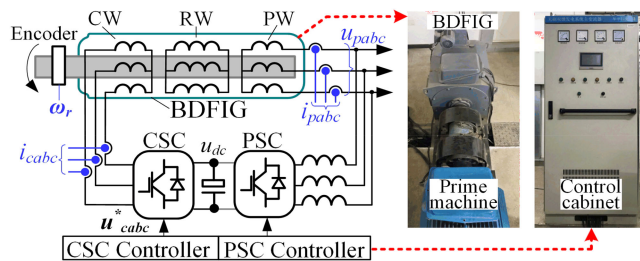 CW
RW
PW
Encoder
u_pabc
ω_r
BDFIG
i_pabc
i_cabc
CSC
u_dc
PSC
u*_cabc
CSC Controller
PSC Controller
BDFIG
Prime
machine
Control
cabinet